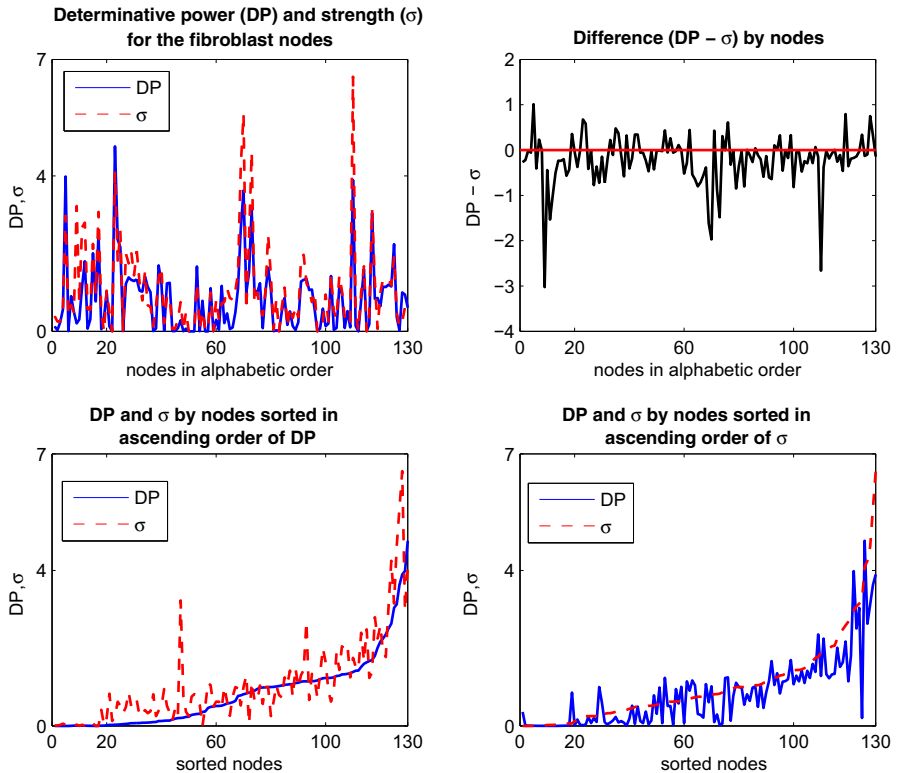 Determinative power (DP) and strength (σ)
for the fibroblast nodes
7
4
0
DP, σ
DP
σ
0
60
100
130
nodes in alphabetic order
Difference (DP − σ) by nodes
2
1
0
−1
−2
−3
−4
DP − σ
0
20
60
100
130
nodes in alphabetic order
DP and σ by nodes sorted in
ascending order of DP
7
4
0
DP, σ
DP
σ
0
20
60
100
130
sorted nodes
DP and σ by nodes sorted in
ascending order of σ
7
4
0
DP, σ
DP
σ
0
20
60
100
130
sorted nodes